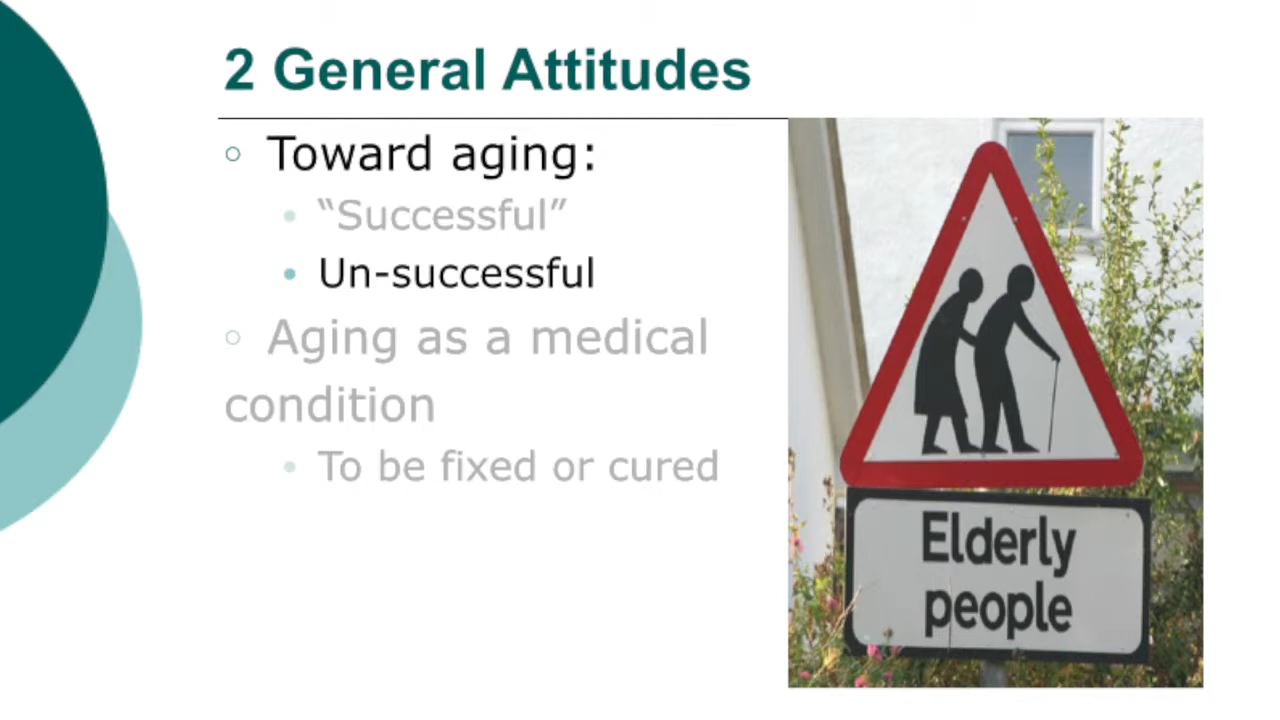 2 General Attitudes
Toward aging:
“Successful”
Un-successful
Aging as a medical
condition
To be fixed or cured
Elderly
people